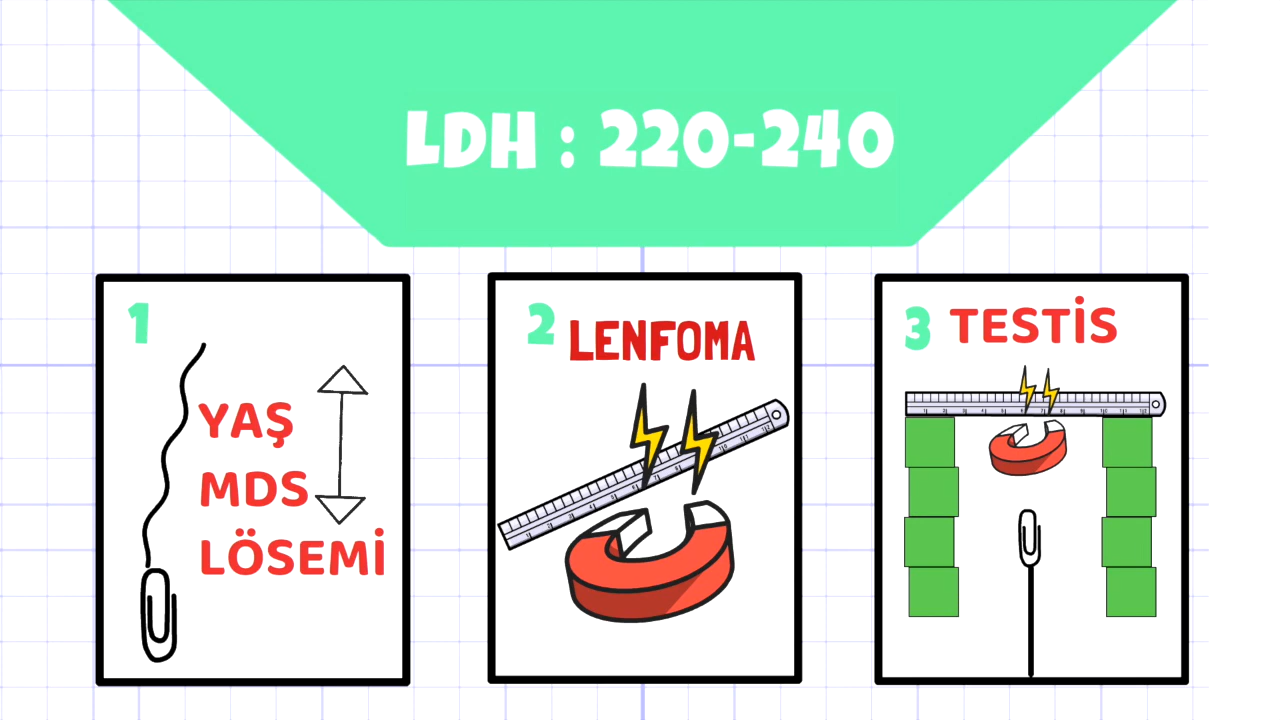 LDH : 220-240
1
YAŞ
MDS
LÖSEMİ
2 LENFOMA
3 TESTİS